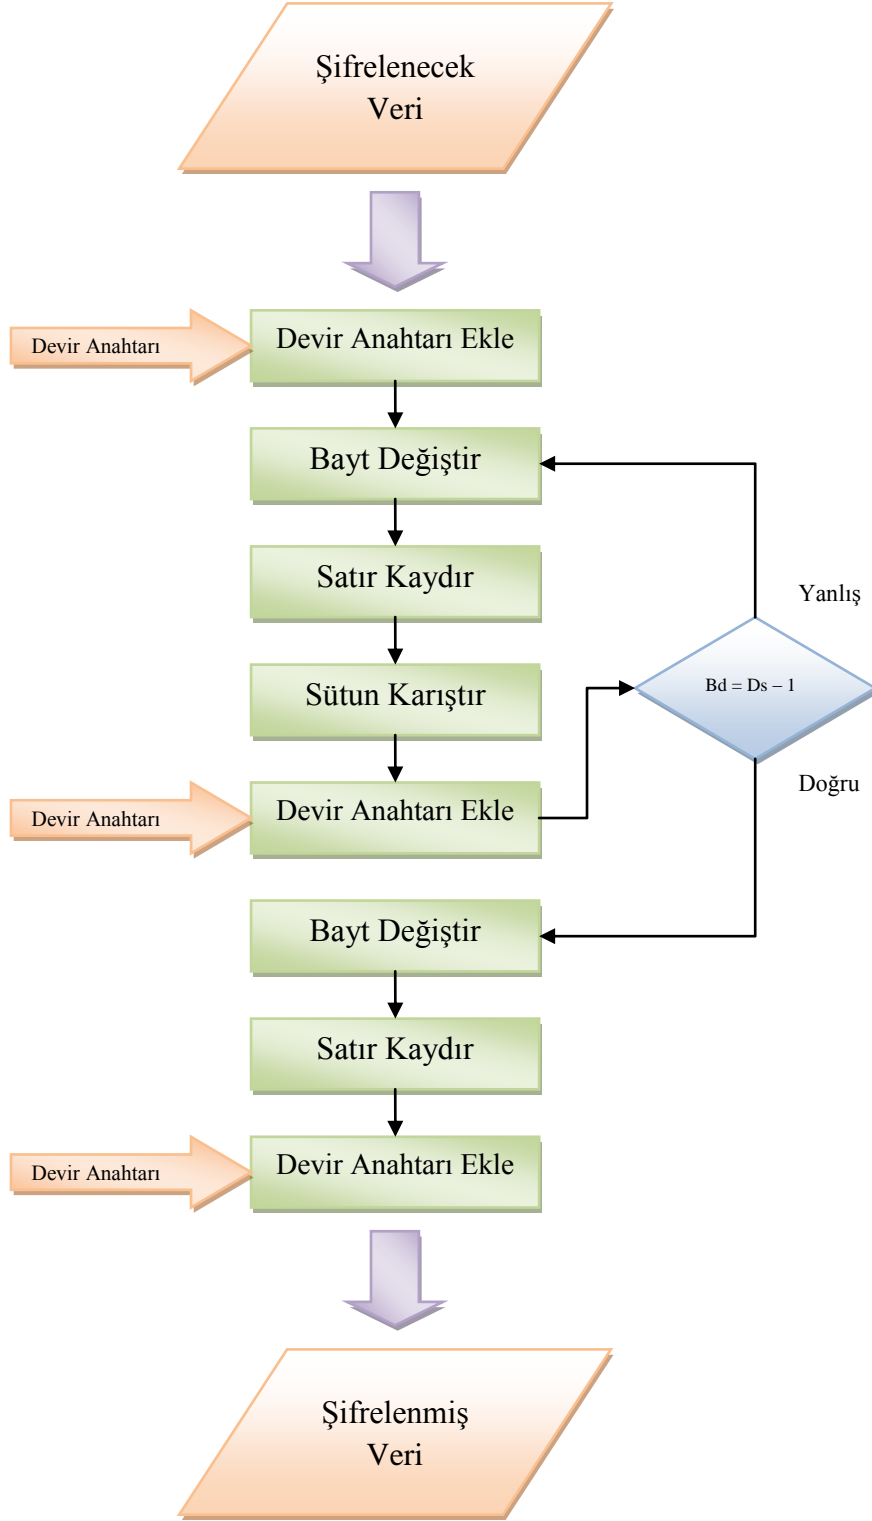 Şifrelenecek
Veri
Devir Anahtarı
Devir Anahtarı Ekle
Bayt Değiştir
Satır Kaydır
Yanlış
Sütun Karıştır
Bd = Ds – 1
Doğru
Devir Anahtarı
Devir Anahtarı Ekle
Bayt Değiştir
Satır Kaydır
Devir Anahtarı
Devir Anahtarı Ekle
Şifrelenmiş
Veri